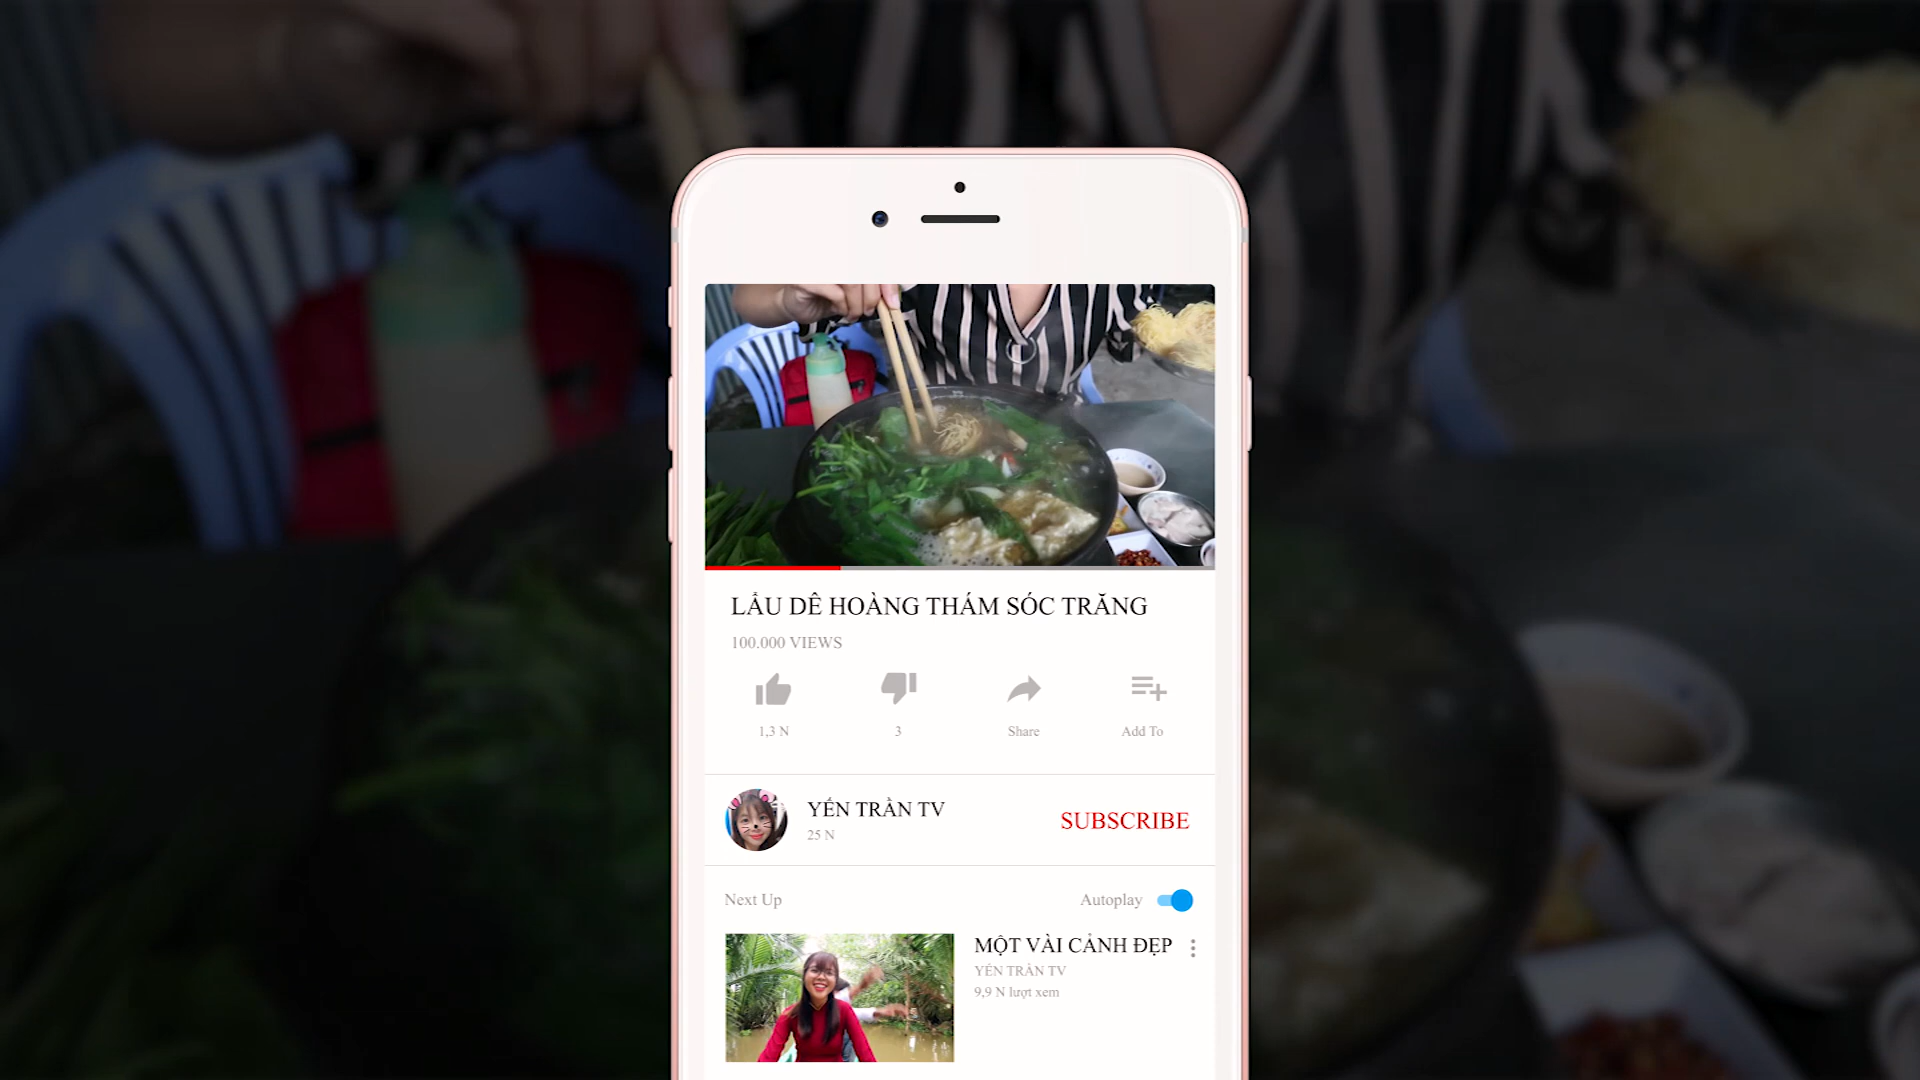 LẨU DÊ HOÀNG THÁM SÓC TRĂNG
100.000 VIEWS
1,3 N
3
Share
Add To
YẾN TRẦN TV
25 N
SUBSCRIBE
Next Up
Autoplay
MỘT VÀI CẢNH ĐẸP
YẾN TRẦN TV
9,9 N lượt xem